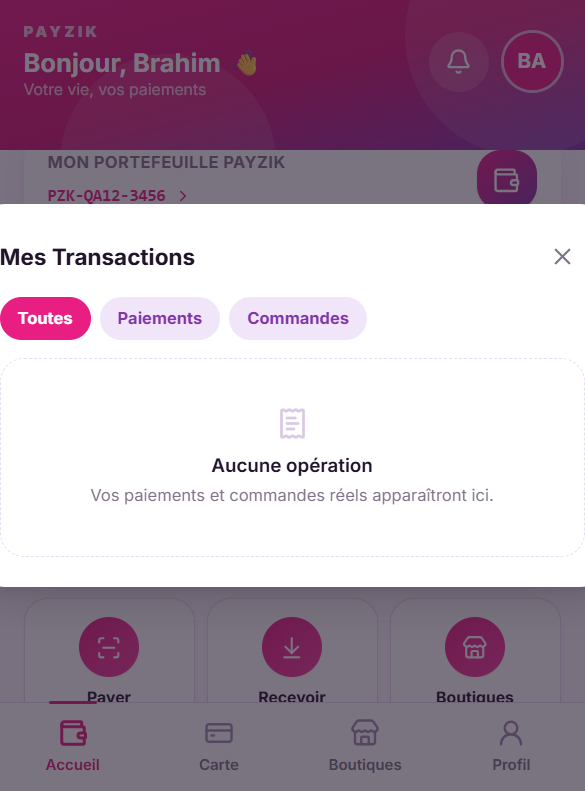 PAYZIK
Bonjour, Brahim 👋
Votre vie, vos paiements
BA
MON PORTEFEUILLE PAYZIK
PZK-QA12-3456
Mes Transactions
Toutes
Paiements
Commandes
Aucune opération
Vos paiements et commandes réels apparaîtront ici.
Payer
Recevoir
Boutiques
Accueil
Carte
Boutiques
Profil